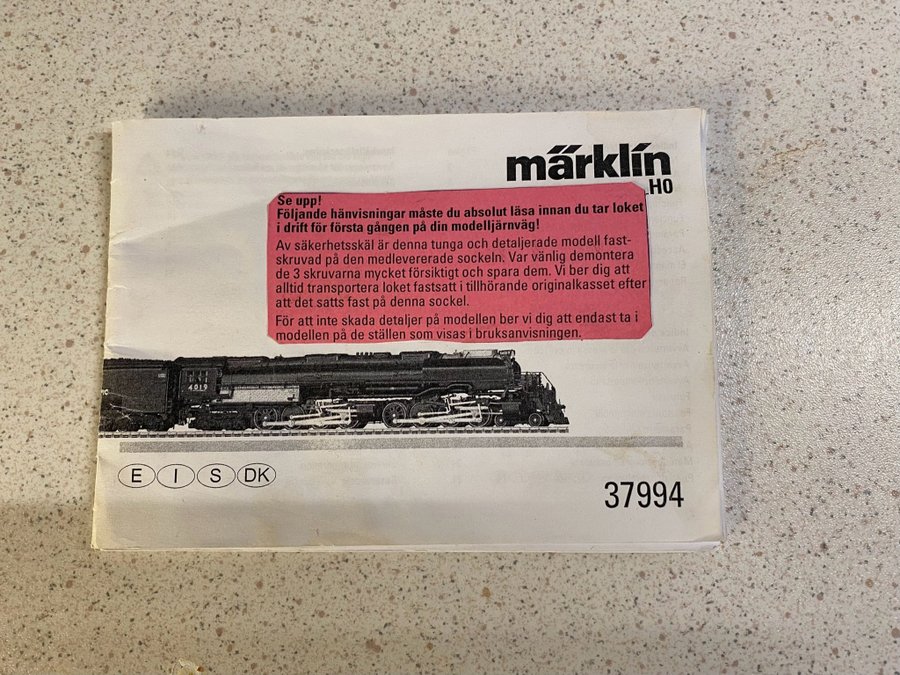 märklín
H0
Se upp!
Följande hänvisningar måste du absolut läsa innan du tar loket
i drift för första gången på din modelljärnväg!
Av säkerhetsskäl är denna tunga och detaljerade modell fast-
skruvad på den medlevererade sockeln. Var vänlig demontera
de 3 skruvarna mycket försiktigt och spara dem. Vi ber dig att
alltid transportera loket fastsatt i tillhörande originalkasset efter
att det satts fast på denna sockel.
För att inte skada detaljer på modellen ber vi dig att endast ta i
modellen på de ställen som visas i bruksanvisningen.
4019
E I S DK
37994